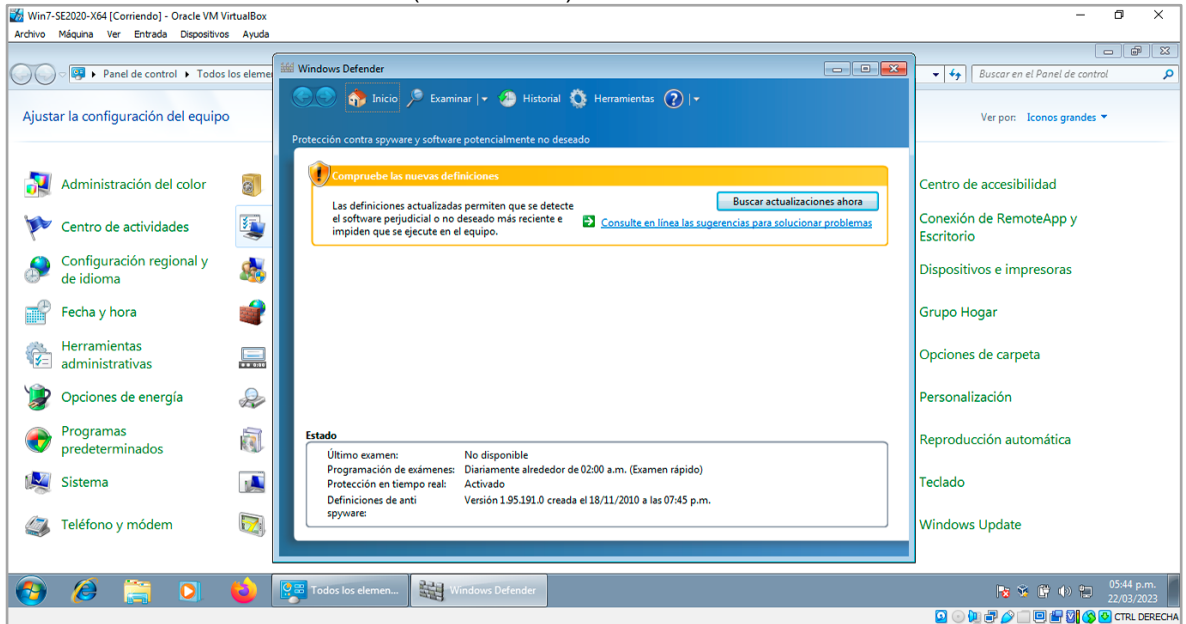 Win7-SE2020-X64 [Corriendo] - Oracle VM VirtualBox
Archivo Máquina Ver Entrada Dispositivos Ayuda
Panel de control Todos los eleme
Buscar en el Panel de control
Ajustar la configuración del equipo
Ver por: Iconos grandes
Administración del color
Centro de actividades
Configuración regional y
de idioma
Fecha y hora
Herramientas
administrativas
Opciones de energía
Programas
predeterminados
Sistema
Teléfono y módem
Windows Defender
Inicio Examinar Historial Herramientas
Protección contra spyware y software potencialmente no deseado
Compruebe las nuevas definiciones
Las definiciones actualizadas permiten que se detecte
el software perjudicial o no deseado más reciente e
impiden que se ejecute en el equipo.
Buscar actualizaciones ahora
Consulte en línea las sugerencias para solucionar problemas
Estado
Último examen: No disponible
Programación de exámenes: Diariamente alrededor de 02:00 a.m. (Examen rápido)
Protección en tiempo real: Activado
Definiciones de anti Versión 1.95.191.0 creada el 18/11/2010 a las 07:45 p.m.
spyware:
Centro de accesibilidad
Conexión de RemoteApp y
Escritorio
Dispositivos e impresoras
Grupo Hogar
Opciones de carpeta
Personalización
Reproducción automática
Teclado
Windows Update
Todos los elemen...
Windows Defender
05:44 p.m.
22/03/2023
CTRL DERECHA